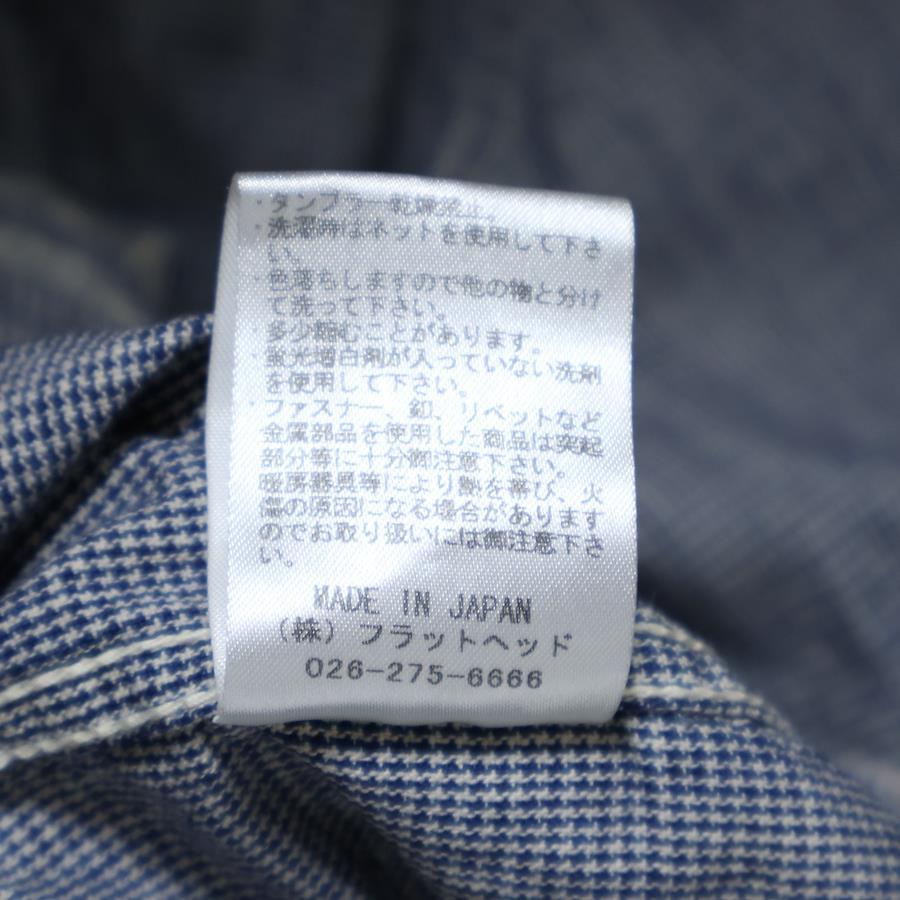 ・タンブラー乾燥禁止。
・洗濯時はネットを使用して下さ
い。
・色落ちしますので他の物と分け
て洗って下さい。
・多少縮むことがあります。
・蛍光増白剤が入っていない洗剤
を使用して下さい。
・ファスナー、釦、リベットなど
金属部品を使用した商品は突起
部分等に十分御注意下さい。
暖房器具等により熱を帯び、火
傷の原因になる場合があります
のでお取り扱いには御注意下さ
い。
MADE IN JAPAN
(株)フラットヘッド
026-275-6666